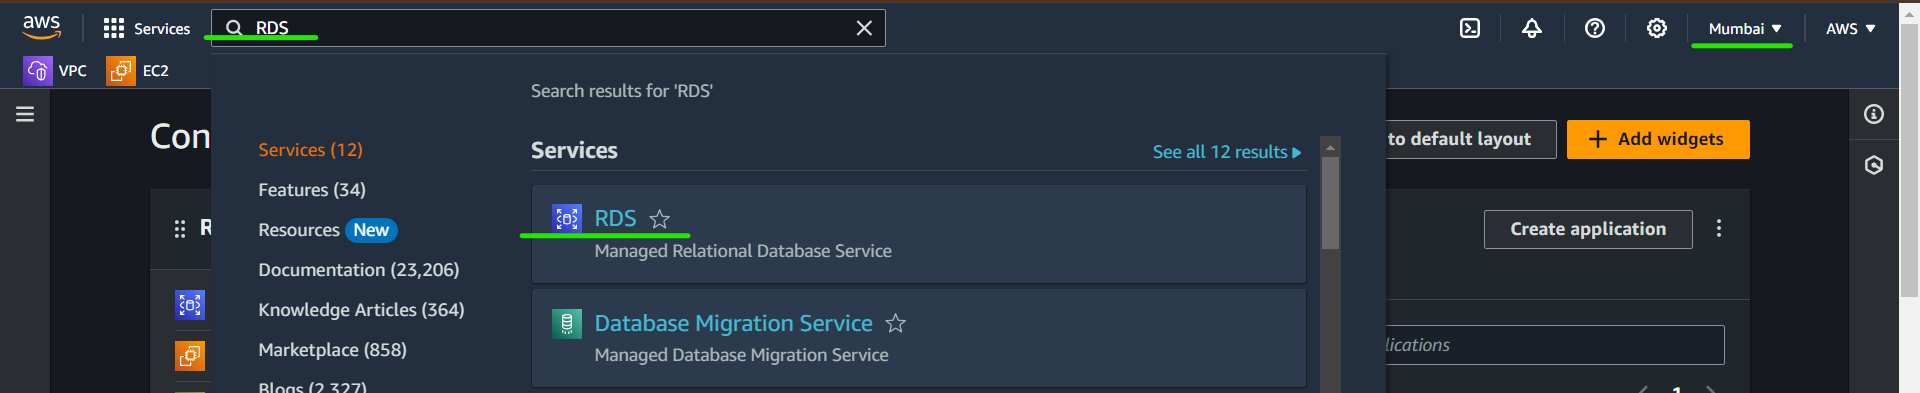 aws
Services
RDS
Mumbai
AWS
VPC
EC2
Search results for 'RDS'
Con
Services (12)
Features (34)
Resources New
Documentation (23,206)
Knowledge Articles (364)
Marketplace (858)
Blogs (2,327)
Services
See all 12 results
RDS
Managed Relational Database Service
Database Migration Service
Managed Database Migration Service
to default layout
Add widgets
R
Create application
lications
1